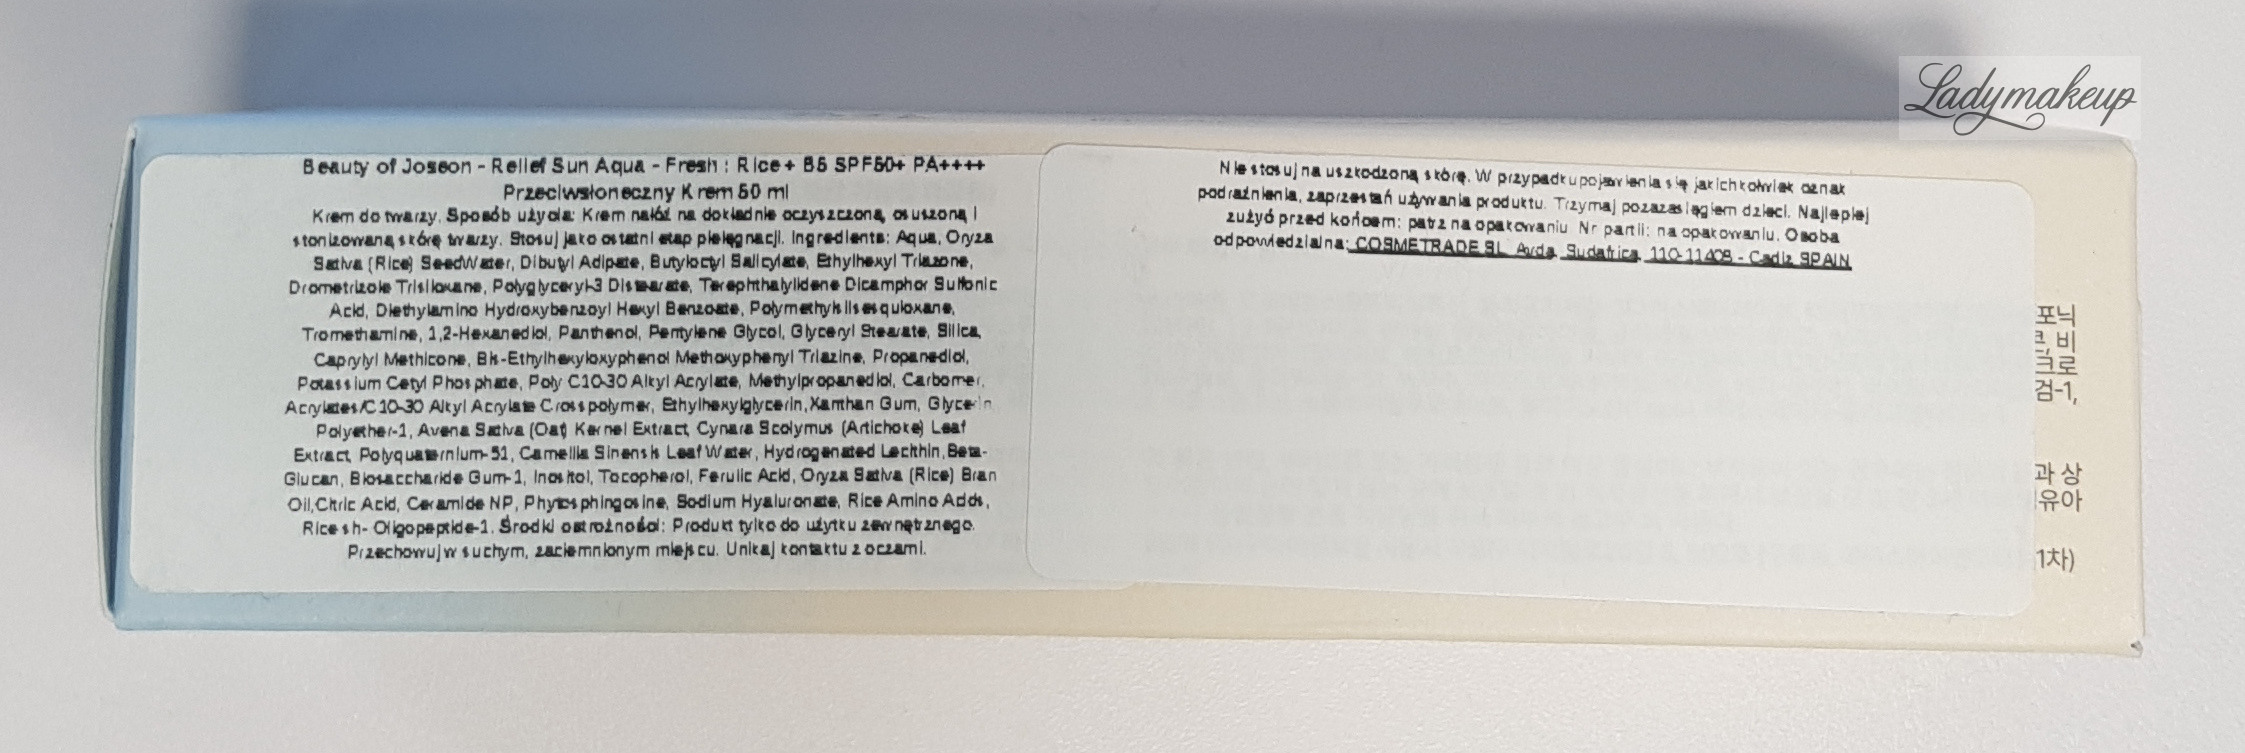 Ladymakeup
Beauty of Joseon - Relief Sun Aqua - Fresh : Rice + B5 SPF50+ PA++++
Przeciwsłoneczny Krem 50 ml
Krem do twarzy. Sposób użycia: Krem nałóż na dokładnie oczyszczoną, osuszoną i
stonizowaną skórę twarzy. Stosuj jako ostatni etap pielęgnacji. Ingredients: Aqua, Oryza
Sativa (Rice) SeedWater, Dibutyl Adipate, Butyloctyl Salicylate, Ethylhexyl Triazone,
Drometrizole Trisiloxane, Polyglyceryl-3 Distearate, Terephthalylidene Dicamphor Sulfonic
Acid, Diethylamino Hydroxybenzoyl Hexyl Benzoate, Polymethylsilsesquioxane,
Tromethamine, 1,2-Hexanediol, Panthenol, Pentylene Glycol, Glyceryl Stearate, Silica,
Caprylyl Methicone, Bis-Ethylhexyloxyphenol Methoxyphenyl Triazine, Propanediol,
Potassium Cetyl Phosphate, Poly C10-30 Alkyl Acrylate, Methylpropanediol, Carbomer,
Acrylates/C10-30 Alkyl Acrylate Crosspolymer, Ethylhexylglycerin, Xanthan Gum, Glycerin,
Polyether-1, Avena Sativa (Oat) Kernel Extract, Cynara Scolymus (Artichoke) Leaf
Extract, Polyquaternium-51, Camellia Sinensis Leaf Water, Hydrogenated Lecithin, Beta-
Glucan, Biosaccharide Gum-1, Inositol, Tocopherol, Ferulic Acid, Oryza Sativa (Rice) Bran
Oil, Citric Acid, Ceramide NP, Phytosphingosine, Sodium Hyaluronate, Rice Amino Acids,
Rice sh- Oligopeptide-1. Środki ostrożności: Produkt tylko do użytku zewnętrznego.
Przechowuj w suchym, zaciemnionym miejscu. Unikaj kontaktu z oczami.
Nie stosuj na uszkodzoną skórę. W przypadku pojawienia się jakichkolwiek oznak
podrażnienia, zaprzestań używania produktu. Trzymaj poza zasięgiem dzieci. Najlepiej
zużyć przed końcem: patrz na opakowaniu Nr partii: na opakowaniu. Osoba
odpowiedzialna: COSMETRADE SL Avda. Sudafrica, 110-11408 - Cadiz SPAIN
포닉
비
크로
검-1,
과 상
유아
1차)